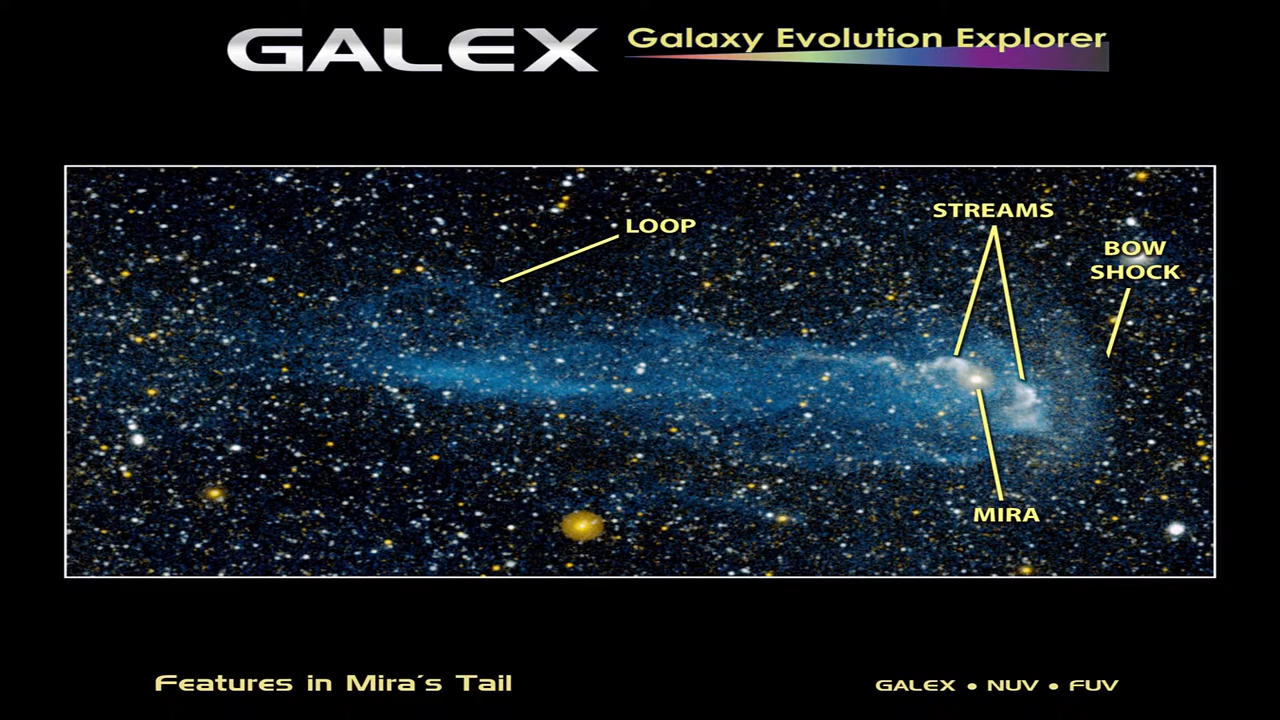 GALEX Galaxy Evolution Explorer
STREAMS
LOOP
BOW
SHOCK
MIRA
Features in Mira's Tail
GALEX • NUV • FUV